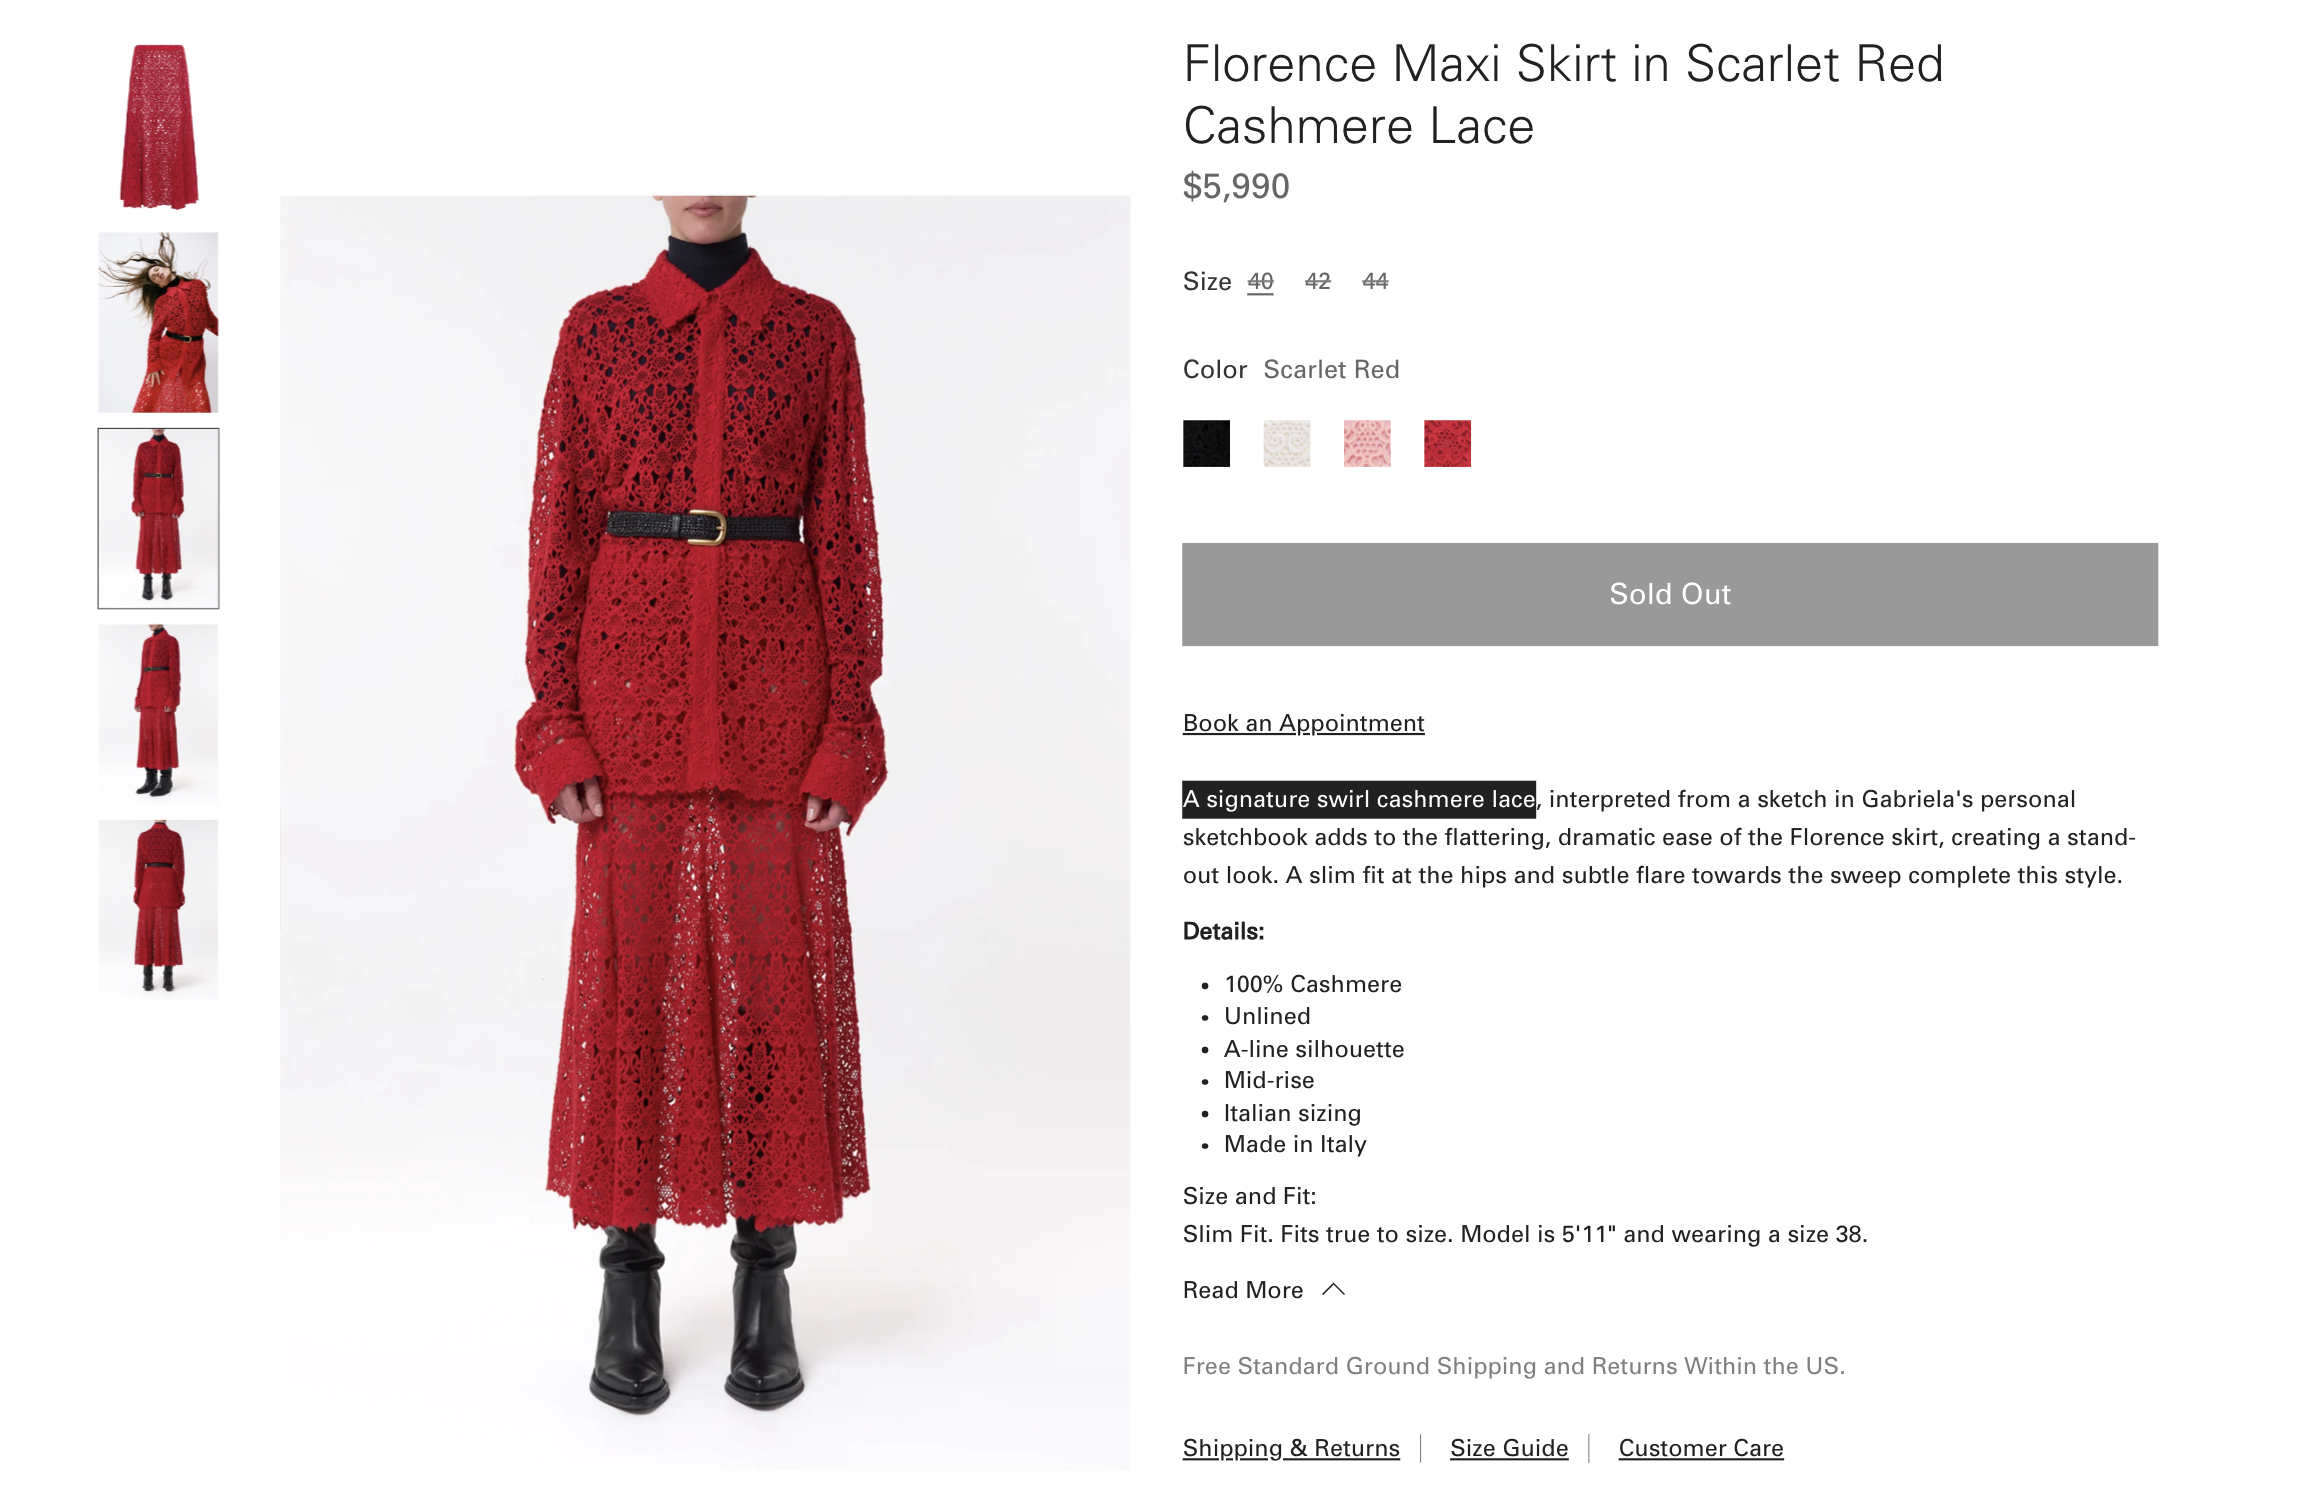 Florence Maxi Skirt in Scarlet Red
Cashmere Lace
$5,990
Size 40 42 44
Color Scarlet Red
Sold Out
Book an Appointment
A signature swirl cashmere lace, interpreted from a sketch in Gabriela's personal
sketchbook adds to the flattering, dramatic ease of the Florence skirt, creating a stand-
out look. A slim fit at the hips and subtle flare towards the sweep complete this style.
Details:
• 100% Cashmere
• Unlined
• A-line silhouette
• Mid-rise
• Italian sizing
• Made in Italy
Size and Fit:
Slim Fit. Fits true to size. Model is 5'11" and wearing a size 38.
Read More
Free Standard Ground Shipping and Returns Within the US.
Shipping & Returns | Size Guide | Customer Care